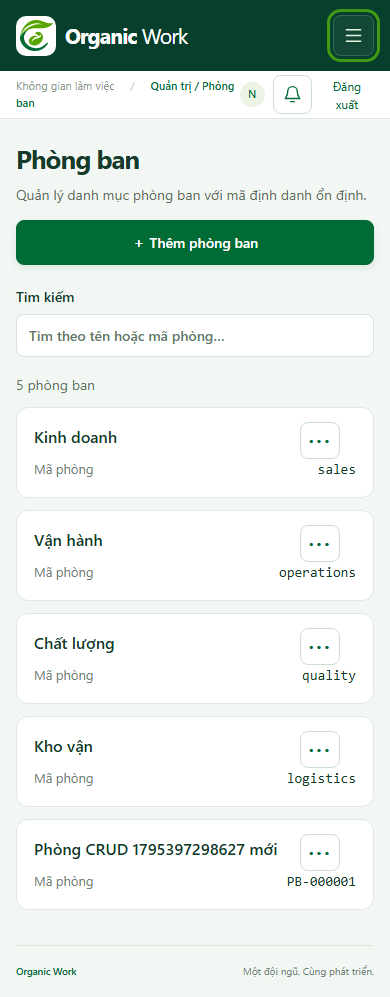 Organic Work
Không gian làm việc / Quản trị / Phòng
ban
N
Đăng
xuất
Phòng ban
Quản lý danh mục phòng ban với mã định danh ổn định.
+ Thêm phòng ban
Tìm kiếm
Tìm theo tên hoặc mã phòng...
5 phòng ban
Kinh doanh
Mã phòng sales
Vận hành
Mã phòng operations
Chất lượng
Mã phòng quality
Kho vận
Mã phòng logistics
Phòng CRUD 1795397298627 mới
Mã phòng PB-000001
Organic Work Một đội ngũ. Cùng phát triển.